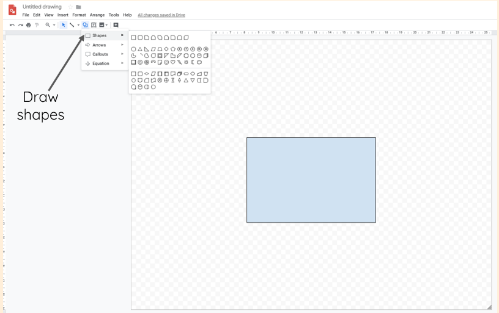 Untitled drawing
File Edit View Insert Format Arrange Tools Help All changes saved in Drive
Shapes
Arrows
Callouts
Equation
Draw
shapes